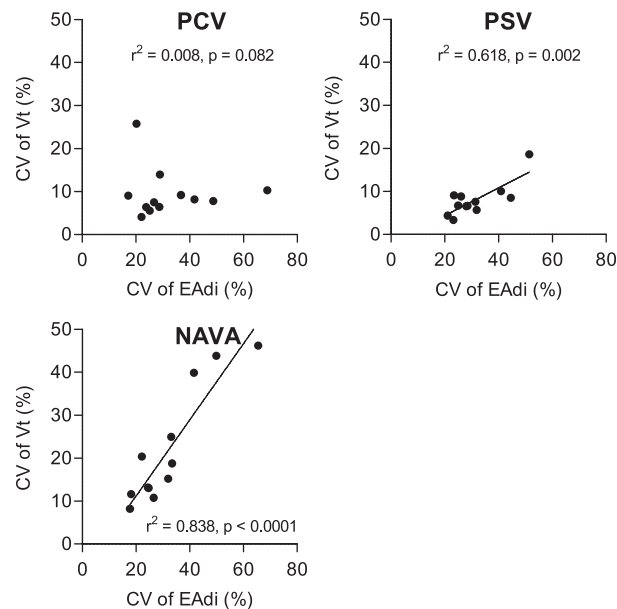 PCV
r² = 0.008, p = 0.082
50
40
30
20
10
0
0 20 40 60 80
CV of Vt (%)
CV of EAdi (%)
PSV
r² = 0.618, p = 0.002
50
40
30
20
10
0
0 20 40 60 80
CV of Vt (%)
CV of EAdi (%)
NAVA
50
40
30
20
10
0
r² = 0.838, p < 0.0001
0 20 40 60 80
CV of Vt (%)
CV of EAdi (%)